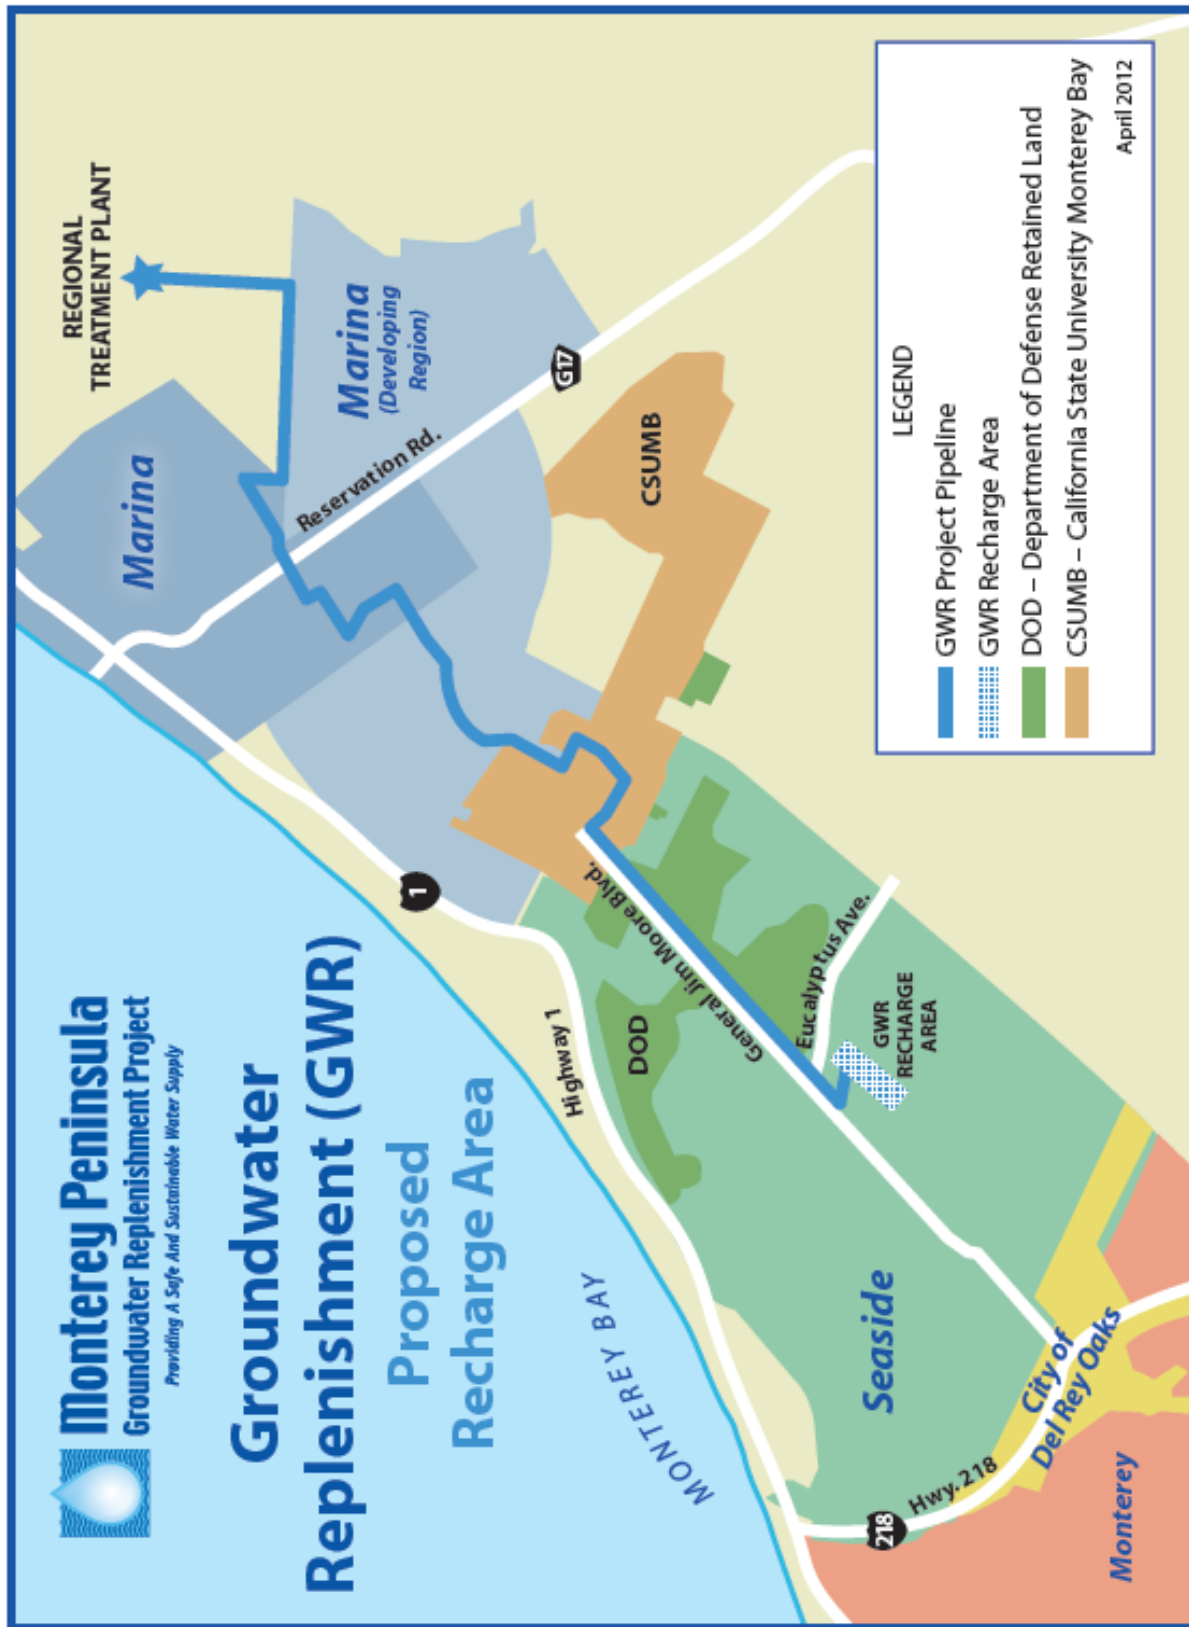 Monterey Peninsula
Groundwater Replenishment Project
Providing A Safe And Sustainable Water Supply
Groundwater
Replenishment (GWR)
Proposed
Recharge Area
REGIONAL
TREATMENT PLANT
Marina
Marina
(Developing
Region)
Reservation Rd.
G17
CSUMB
1
Highway 1
MONTEREY BAY
DOD
General Jim Moore Blvd.
Eucalyptus Ave.
GWR
RECHARGE
AREA
Seaside
City of
Del Rey Oaks
Hwy. 218
218
Monterey
LEGEND
GWR Project Pipeline
GWR Recharge Area
DOD – Department of Defense Retained Land
CSUMB – California State University Monterey Bay
April 2012